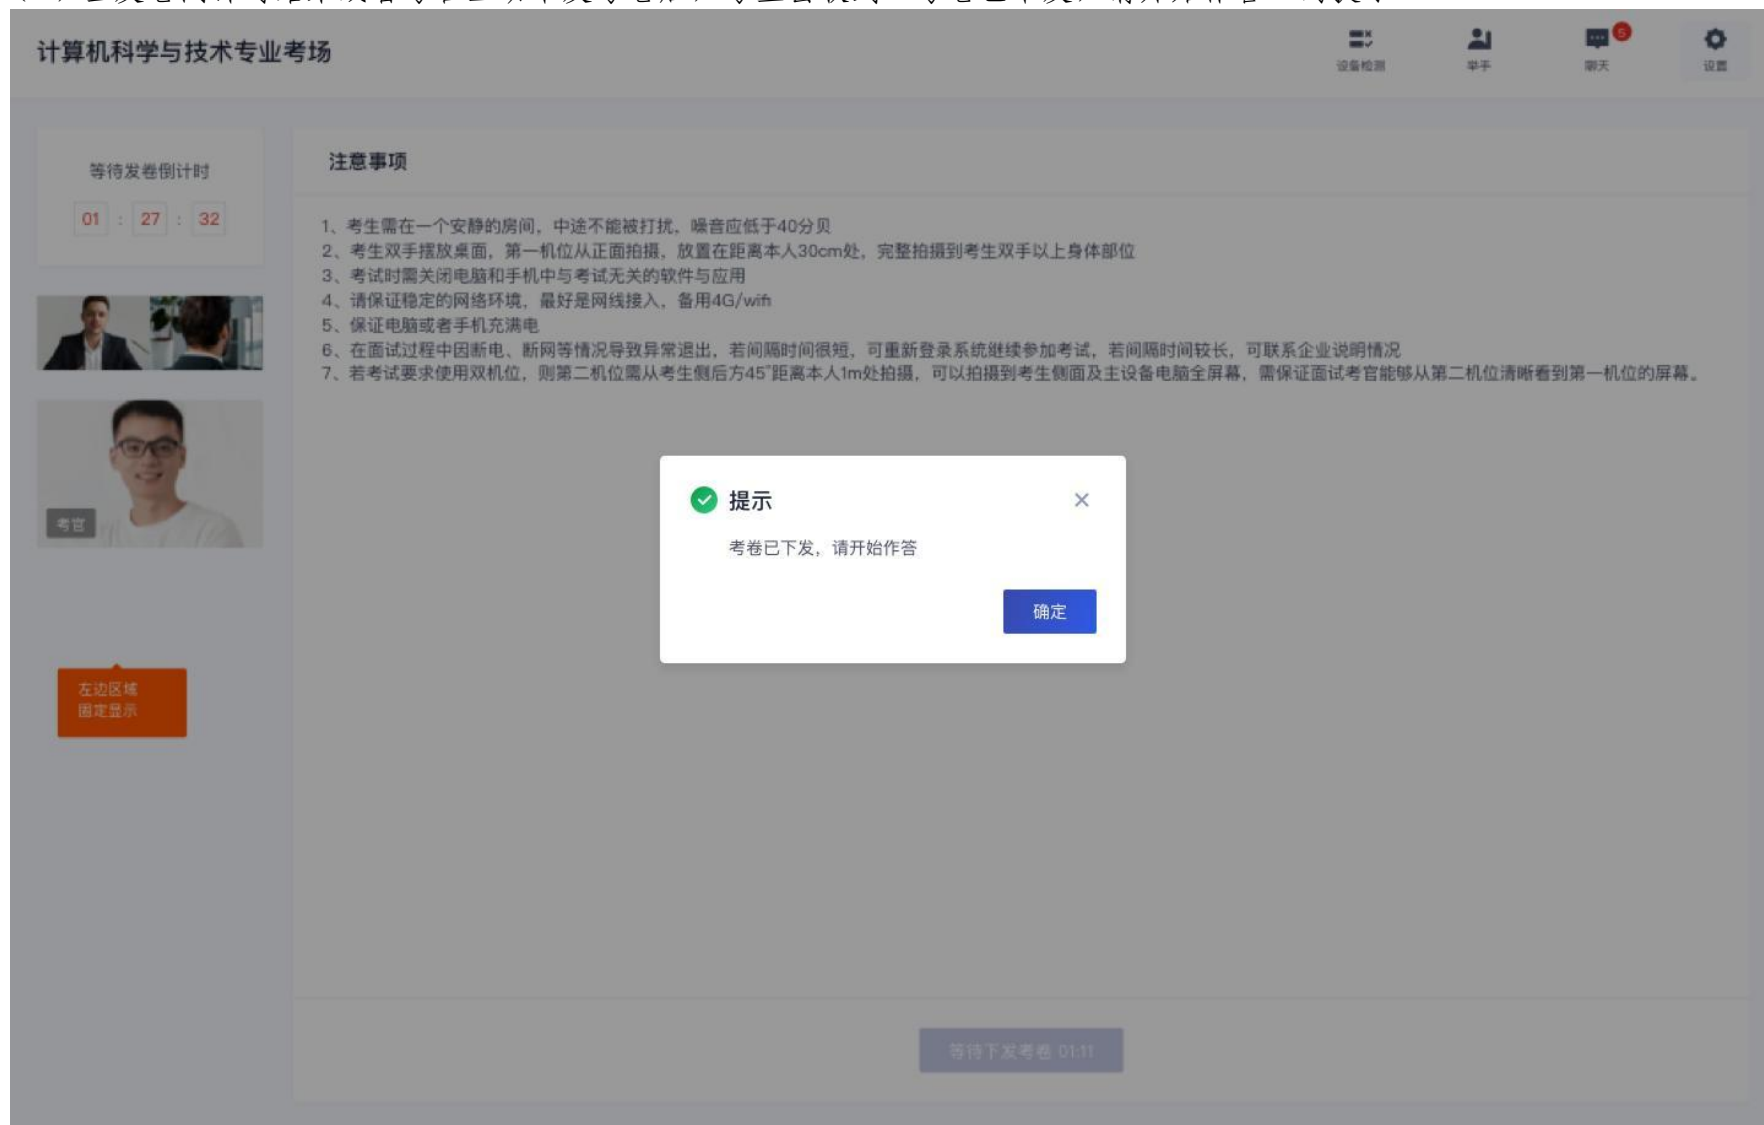 计算机科学与技术专业考场
设备检测
举手
聊天
5
设置
等待发卷倒计时
01 : 27 : 32
注意事项
1、考生需在一个安静的房间，中途不能被打扰，噪音应低于40分贝
2、考生双手摆放桌面，第一机位从正面拍摄，放置在距离本人30cm处，完整拍摄到考生双手以上身体部位
3、考试时需关闭电脑和手机中与考试无关的软件与应用
4、请保证稳定的网络环境，最好是网线接入，备用4G/wifi
5、保证电脑或者手机充满电
6、在面试过程中因断电、断网等情况导致异常退出，若间隔时间很短，可重新登录系统继续参加考试，若间隔时间较长，可联系企业说明情况
7、若考试要求使用双机位，则第二机位需从考生侧后方45°距离本人1m处拍摄，可以拍摄到考生侧面及主设备电脑全屏幕，需保证面试考官能够从第二机位清晰看到第一机位的屏幕。
考官
提示
考卷已下发，请开始作答
确定
左边区域
固定显示
等待下发考卷 01:11